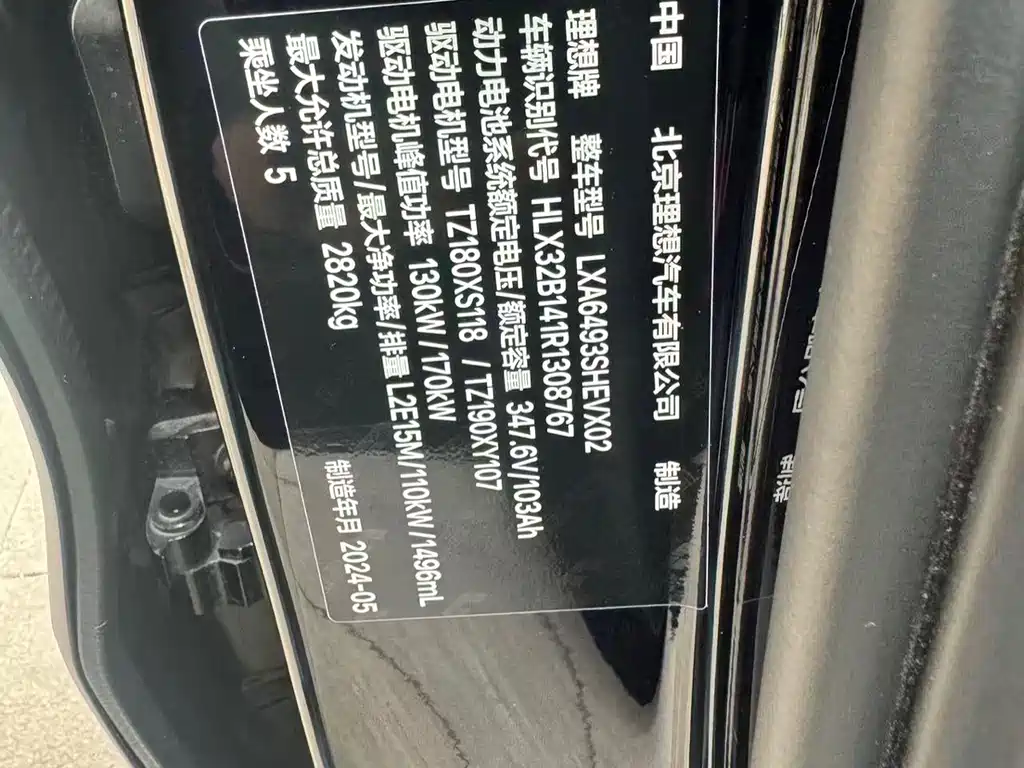 中国 北京理想汽车有限公司 制造
理想牌 整车型号 LXA6493SHEVX02
车辆识别代号 HLX32B141R1308767
动力电池系统额定电压/额定容量 347.6V/103Ah
驱动电机型号 TZ180XS118 / TZ190XY107
驱动电机峰值功率 130kW/170kW
发动机型号/最大净功率/排量 L2E15M/110kW/1496mL
最大允许总质量 2820kg 制造年月 2024-05
乘坐人数 5